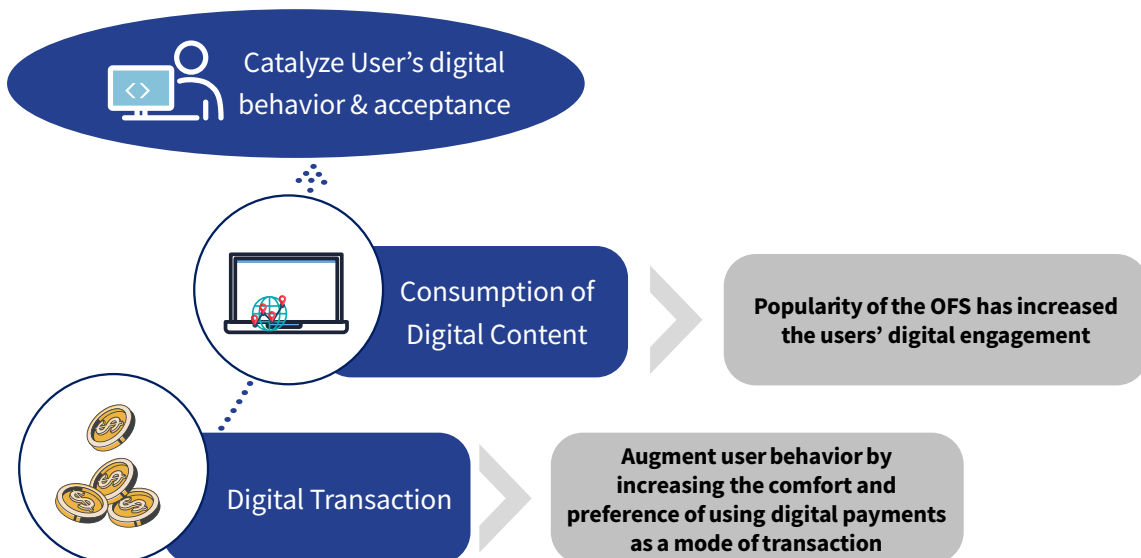 Catalyze User’s digital
behavior & acceptance
Consumption of
Digital Content
Popularity of the OFS has increased
the users’ digital engagement
Digital Transaction
Augment user behavior by
increasing the comfort and
preference of using digital payments
as a mode of transaction